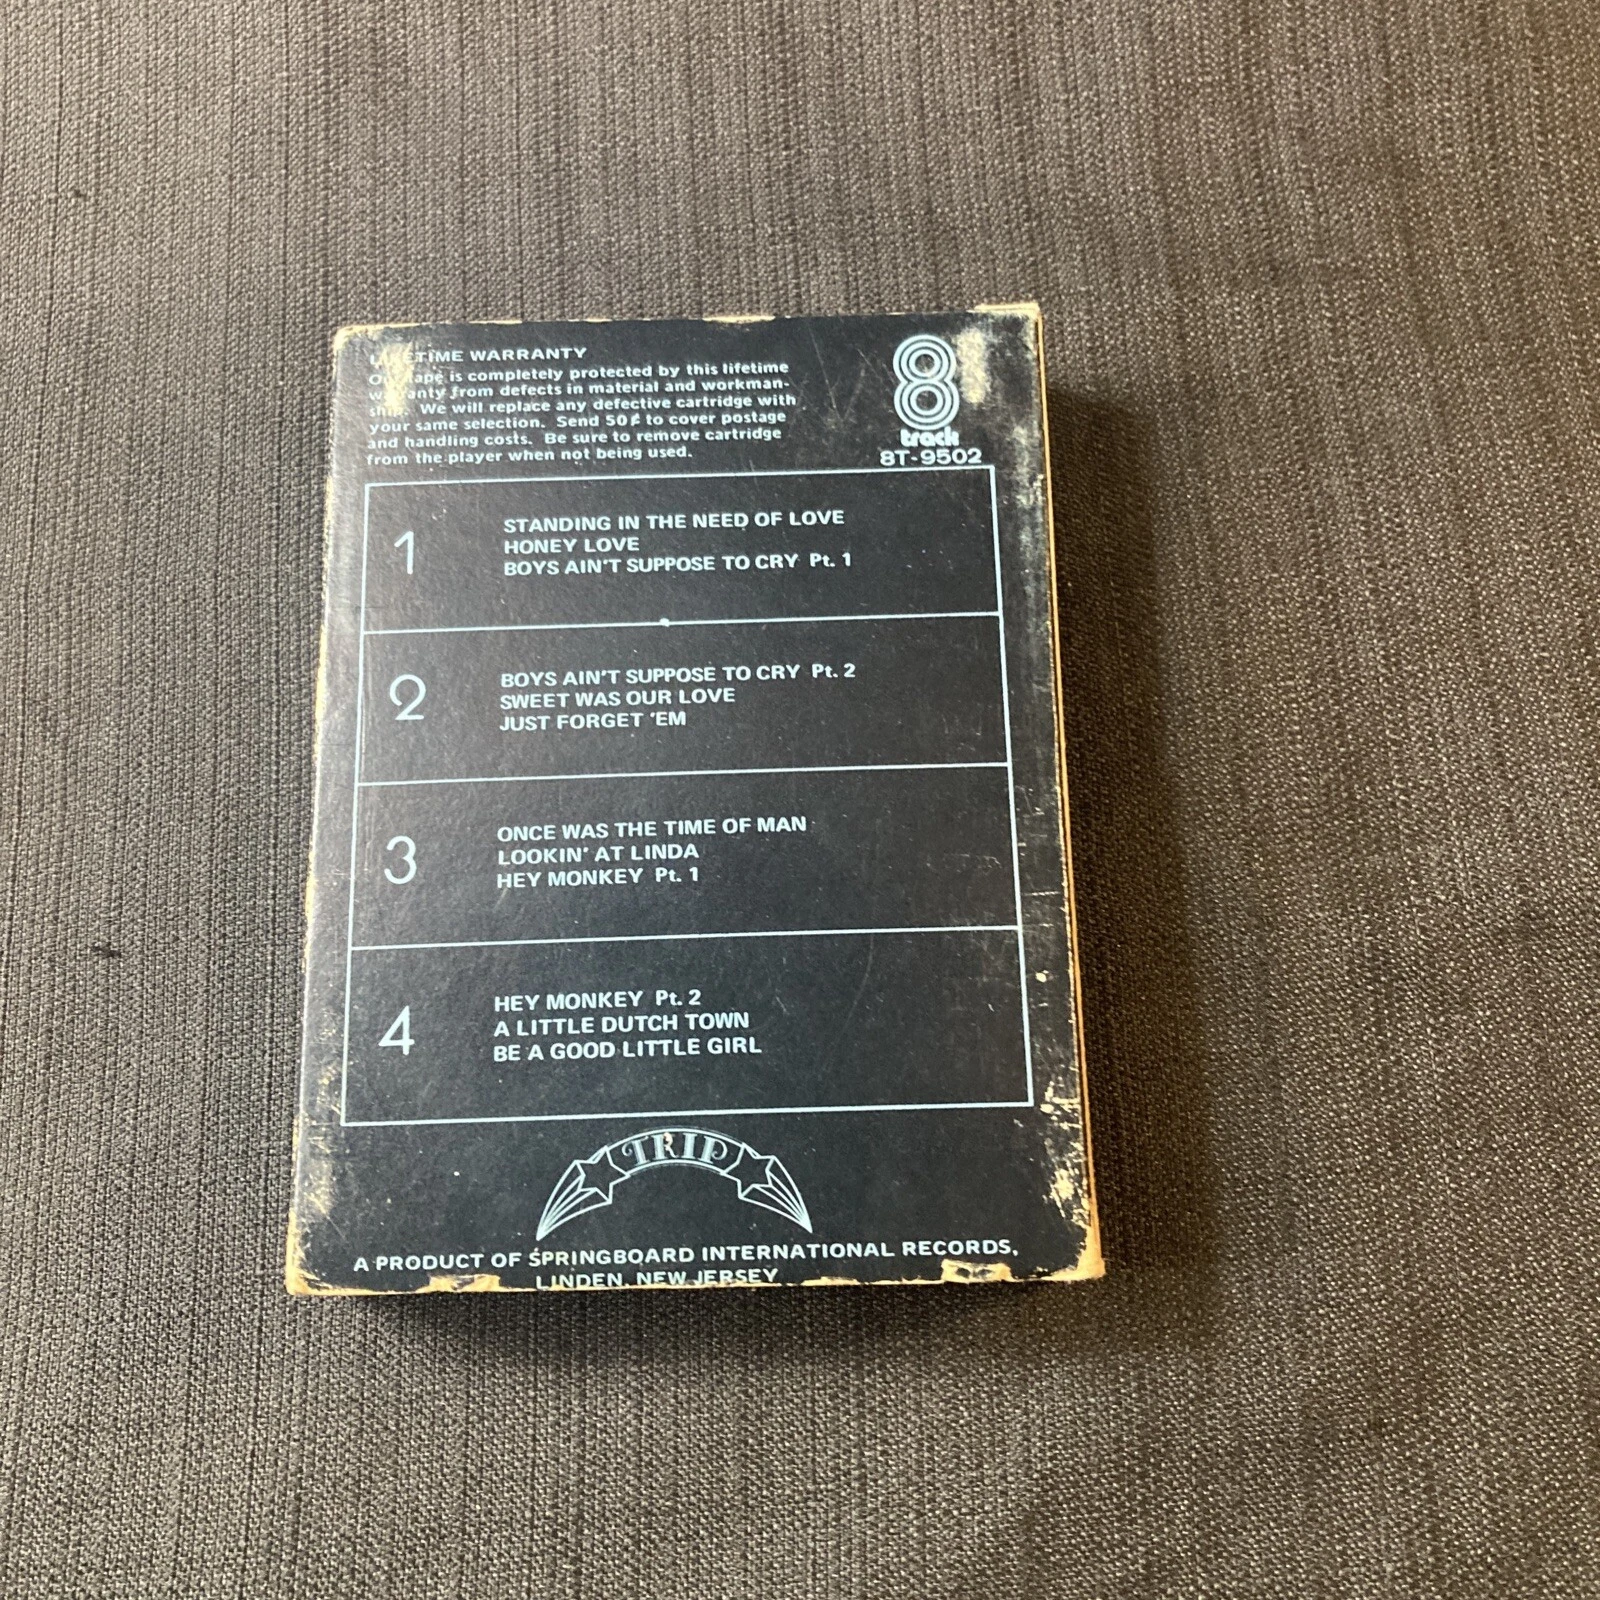 LIFETIME WARRANTY
Our tape is completely protected by this lifetime
warranty from defects in material and workman-
ship. We will replace any defective cartridge with
your same selection. Send 50¢ to cover postage
and handling costs. Be sure to remove cartridge
from the player when not being used.
8
track
8T-9502
1
STANDING IN THE NEED OF LOVE
HONEY LOVE
BOYS AIN'T SUPPOSE TO CRY Pt. 1
2
BOYS AIN'T SUPPOSE TO CRY Pt. 2
SWEET WAS OUR LOVE
JUST FORGET 'EM
3
ONCE WAS THE TIME OF MAN
LOOKIN' AT LINDA
HEY MONKEY Pt. 1
4
HEY MONKEY Pt. 2
A LITTLE DUTCH TOWN
BE A GOOD LITTLE GIRL
TRIP
A PRODUCT OF SPRINGBOARD INTERNATIONAL RECORDS,
LINDEN, NEW JERSEY